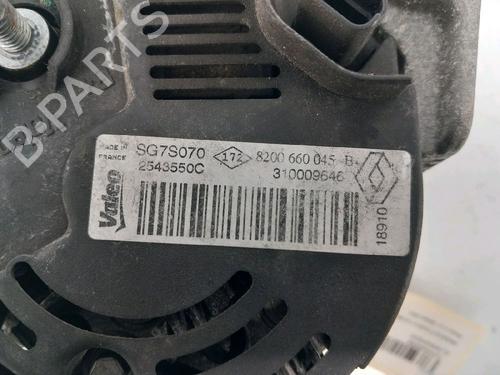 B-PARTS
MADE IN
FRANCE
SG7S070
172
8200 660 045 B
2543550C
310009646
Valeo
18910